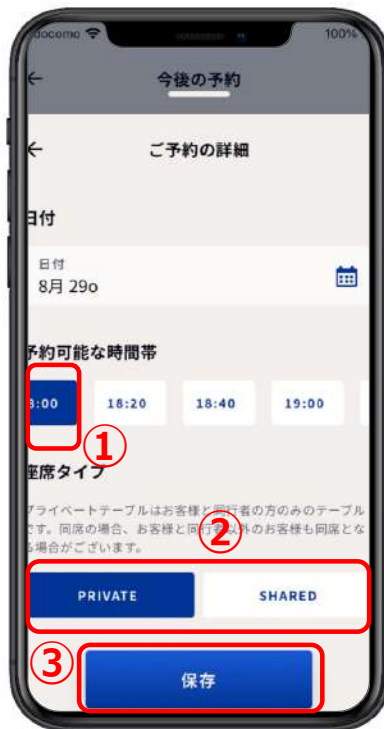 docomo 100%
今後の予約
ご予約の詳細
日付
日付
8月 29o
予約可能な時間帯
8:00 18:20 18:40 19:00
①
座席タイプ
プライベートテーブルはお客様と同行者の方のみのテーブル
です。同席の場合、お客様と同行者以外のお客様も同席とな
る場合がございます。
②
PRIVATE SHARED
③
保存